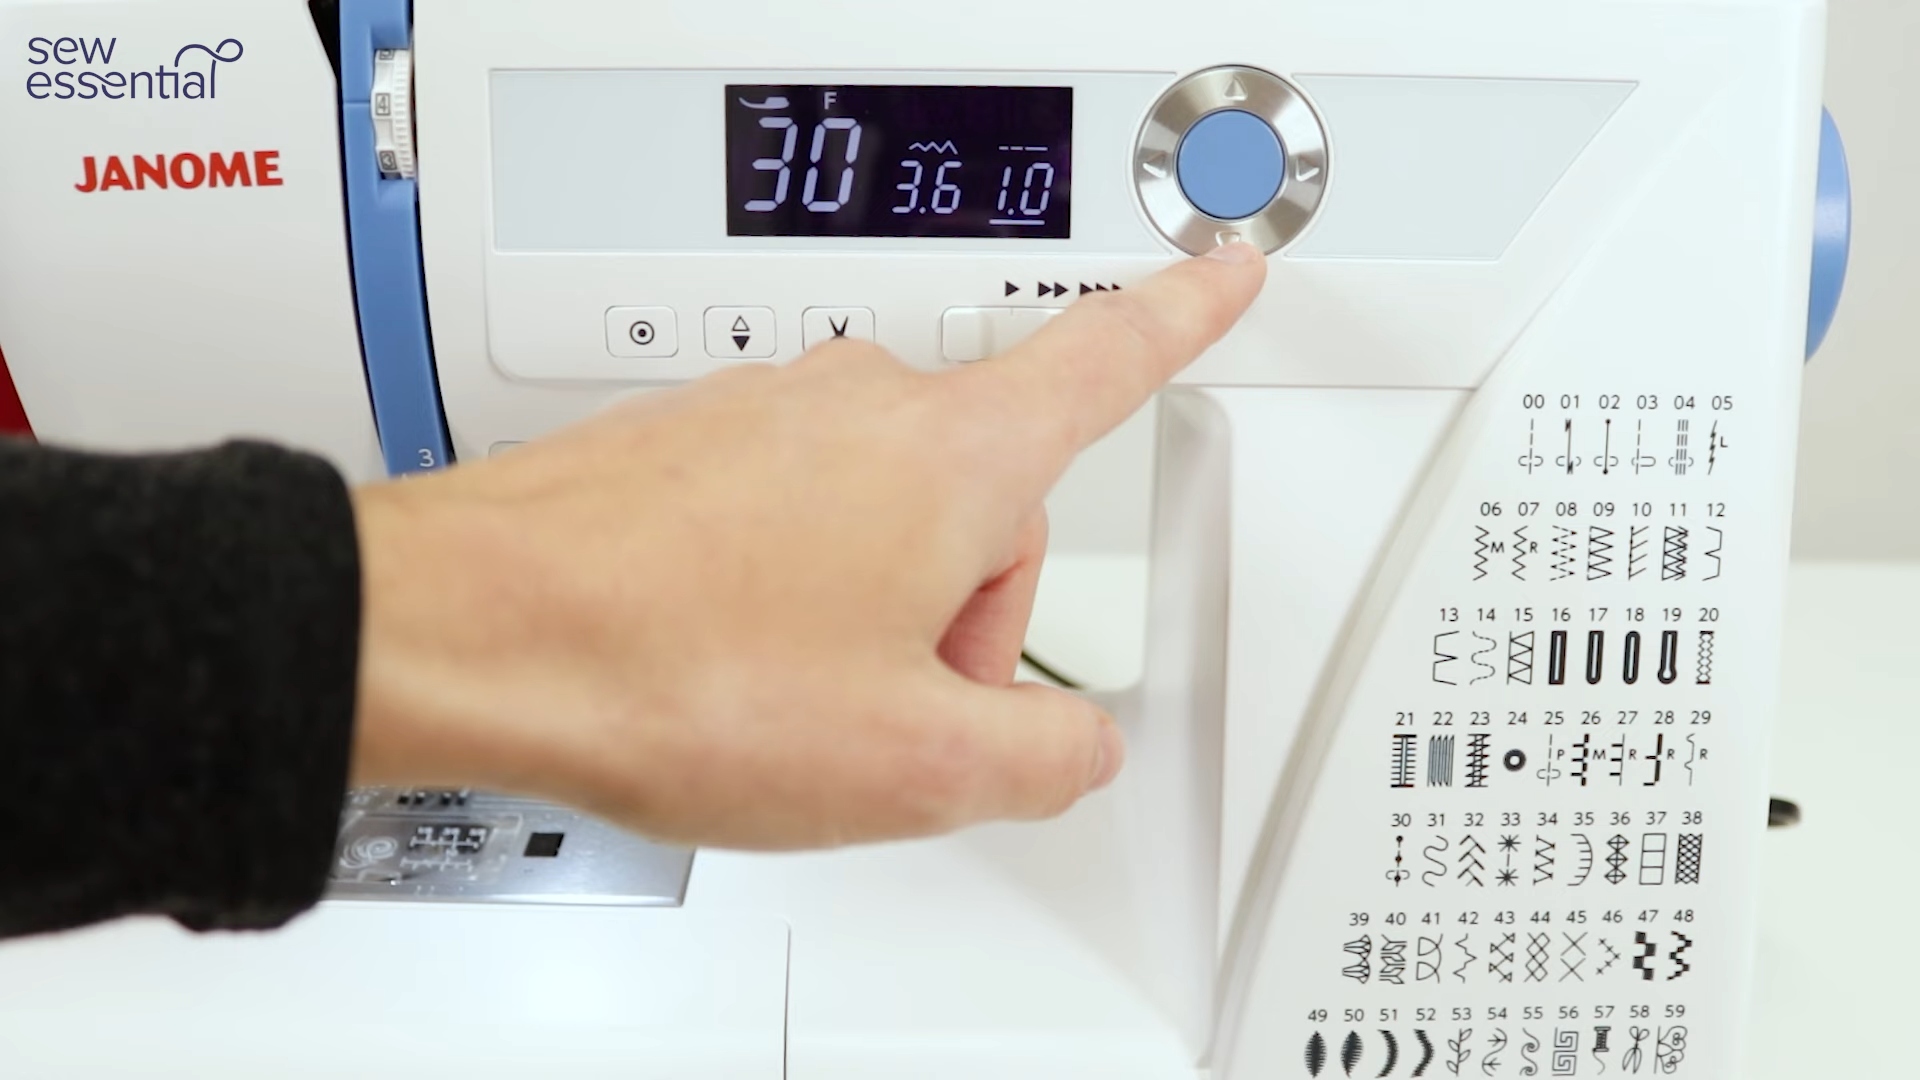 sew
essential
JANOME
F
30 3.6 1.0
4
3
3
00 01 02 03 04 05
L
06 07 08 09 10 11 12
M R
13 14 15 16 17 18 19 20
21 22 23 24 25 26 27 28 29
P M R R R
30 31 32 33 34 35 36 37 38
39 40 41 42 43 44 45 46 47 48
49 50 51 52 53 54 55 56 57 58 59